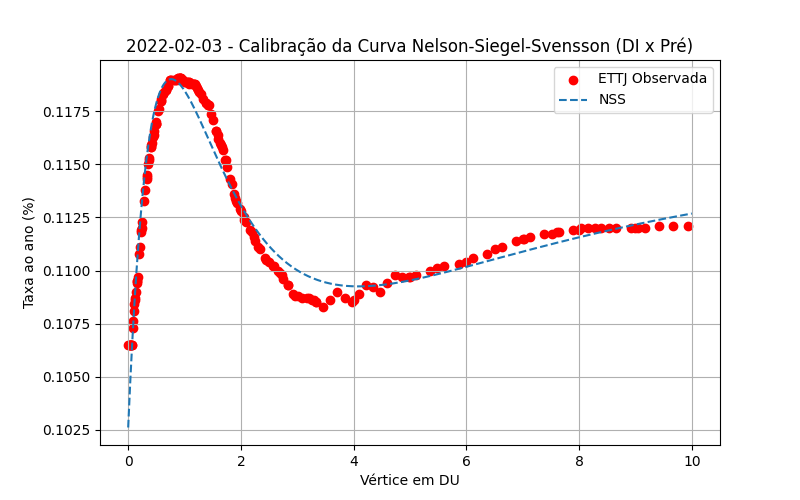 2022-02-03 - Calibração da Curva Nelson-Siegel-Svensson (DI x Pré)
ETTJ Observada
NSS
Taxa ao ano (%)
0.1175
0.1150
0.1125
0.1100
0.1075
0.1050
0.1025
0 2 4 6 8 10
Vértice em DU